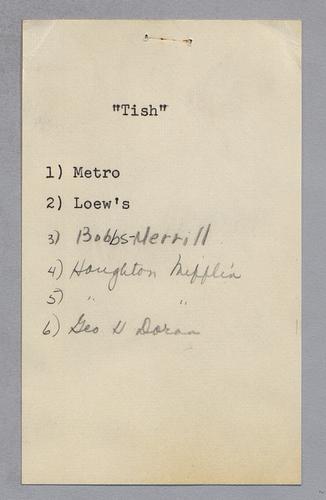 "Tish"
1) Metro
2) Loew's
3) Bobbs-Merrill
4) Houghton Mifflin
5) " "
6) Geo H Doran